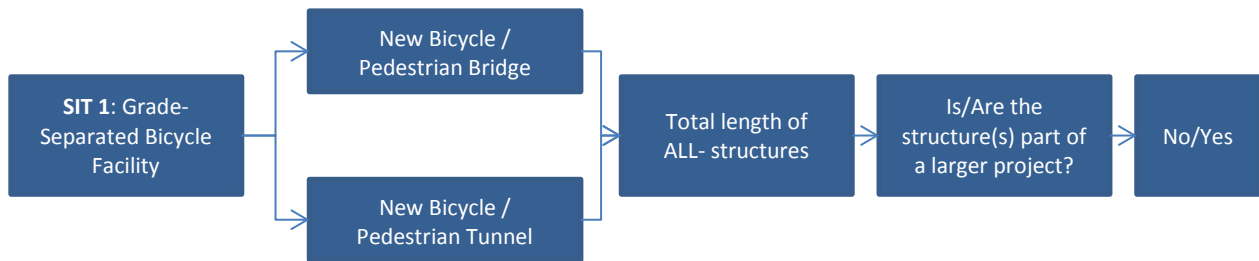 SIT 1: Grade-
Separated Bicycle
Facility
New Bicycle /
Pedestrian Bridge
New Bicycle /
Pedestrian Tunnel
Total length of
ALL- structures
Is/Are the
structure(s) part of
a larger project?
No/Yes